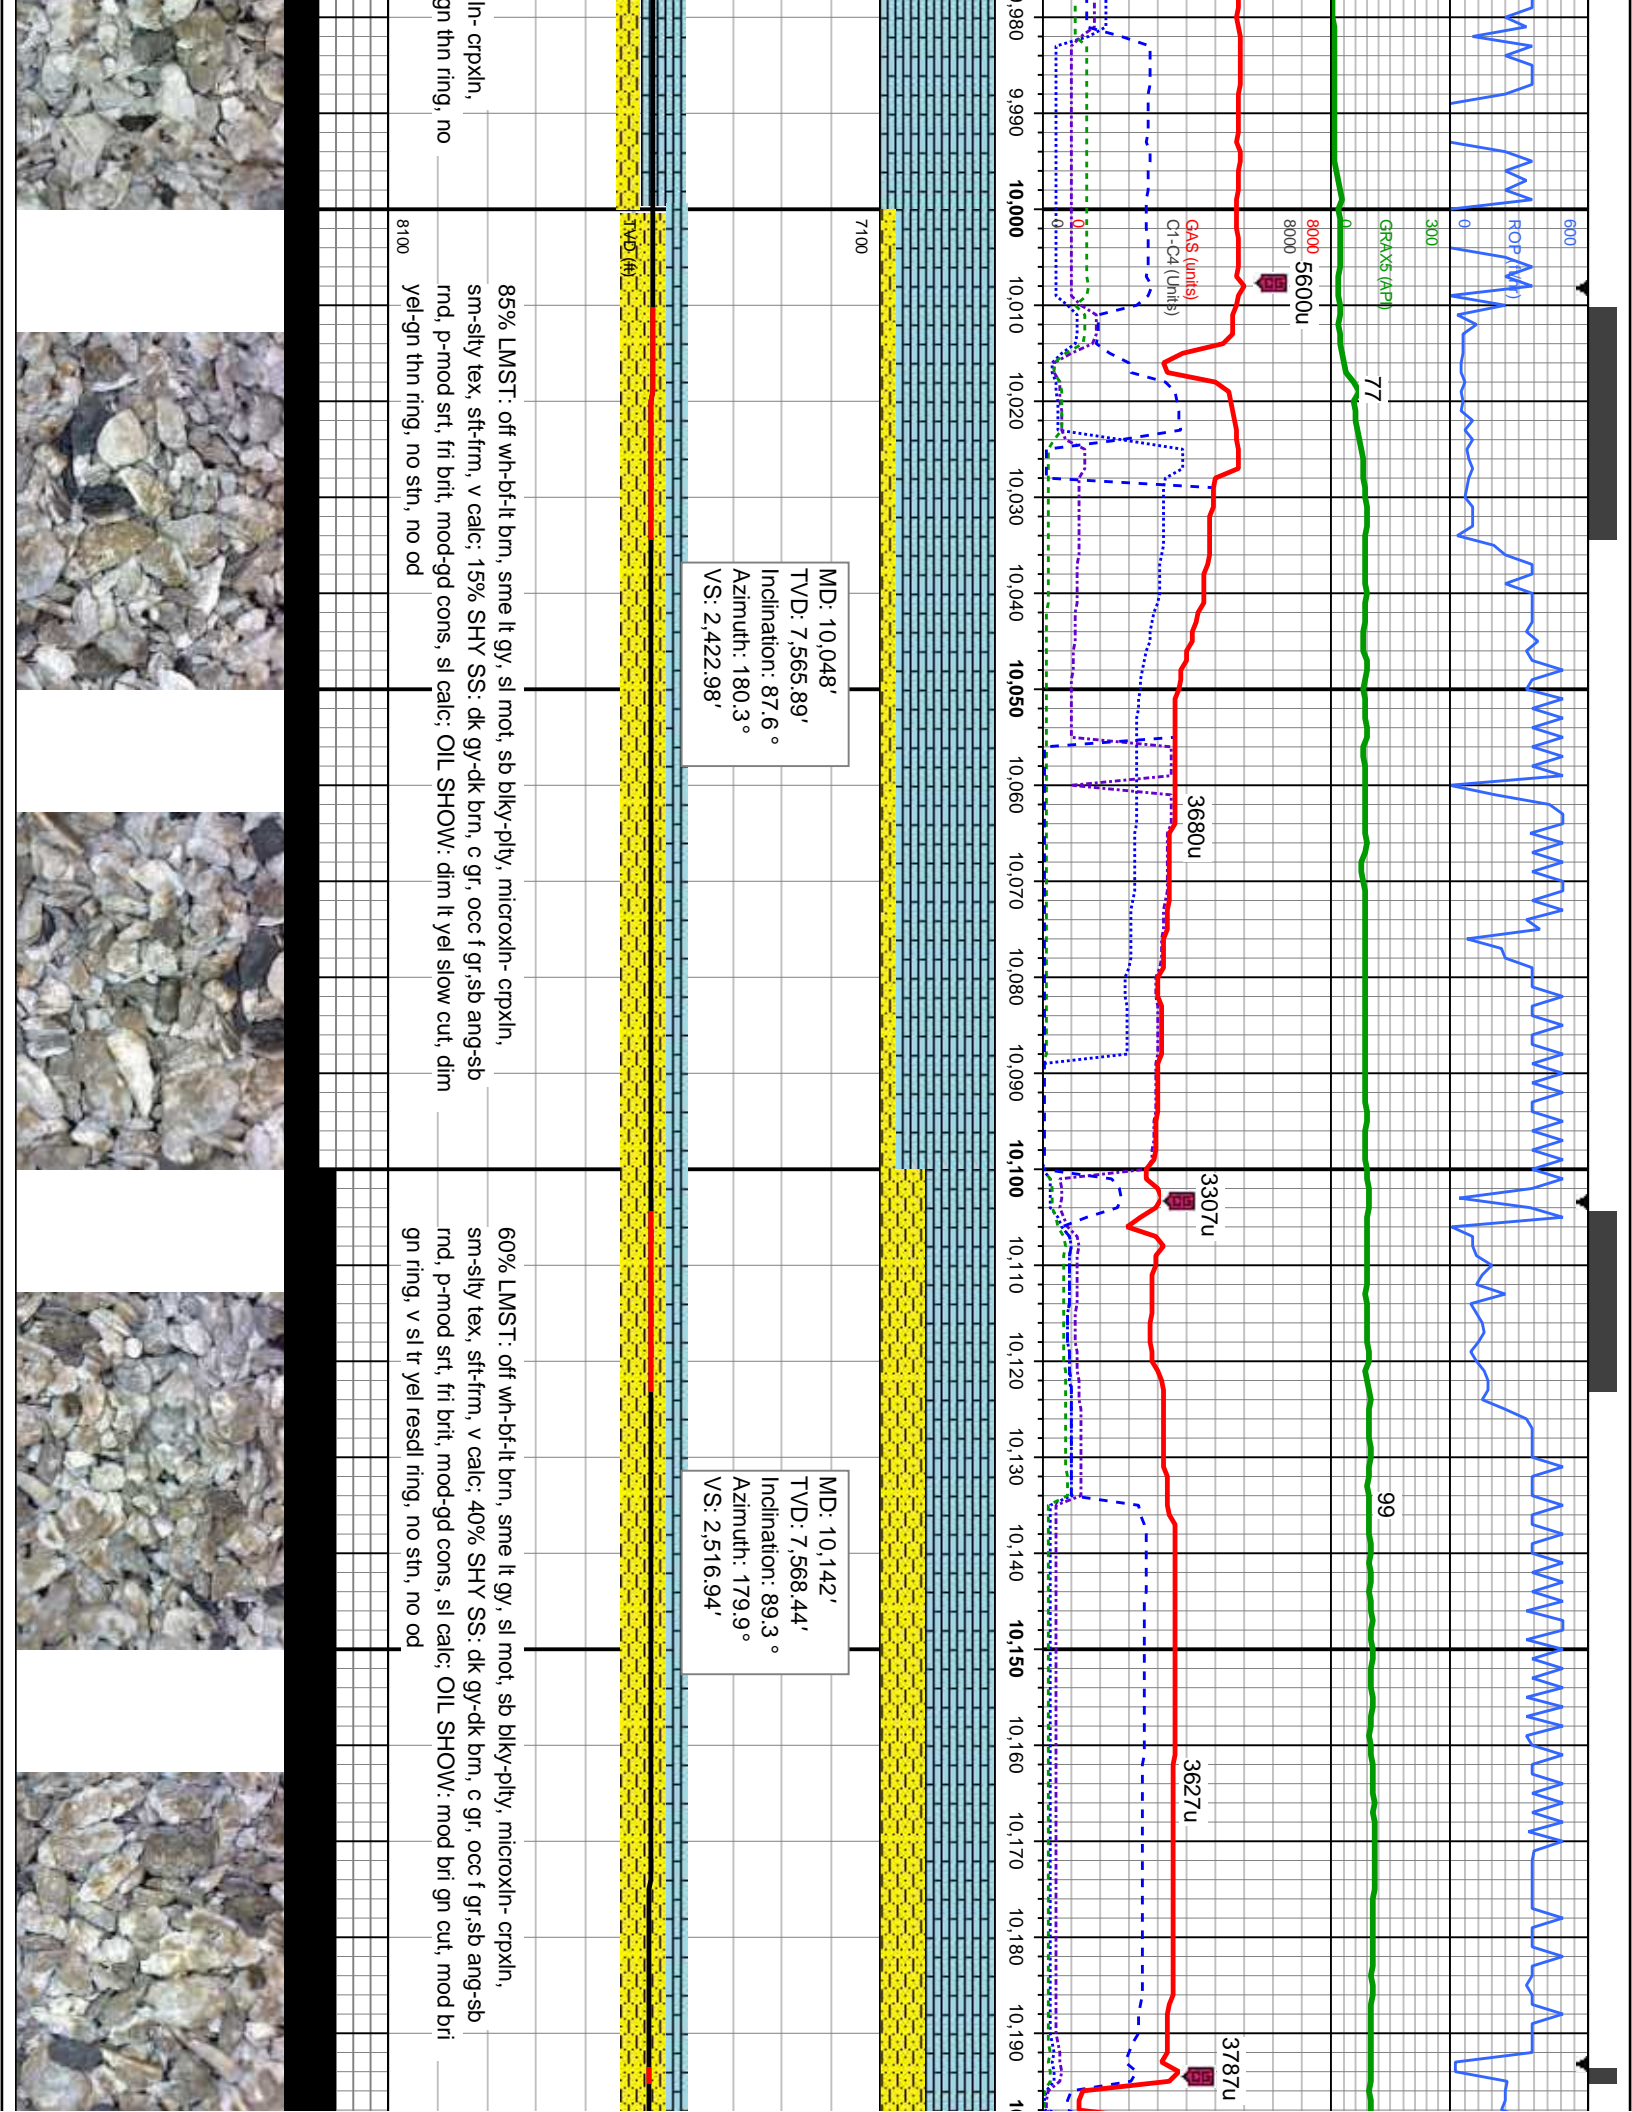 600
ROP (ft/hr)
0
300
GRAX5 (API)
0
77
99
8000
8000
GAS (units)
C1-C4 (Units)
0
0
5600u
3680u
3307u
3627u
3787u
9,990
10,000
10,010
10,020
10,030
10,040
10,050
10,060
10,070
10,080
10,090
10,100
10,110
10,120
10,130
10,140
10,150
10,160
10,170
10,180
10,190
7100
MD: 10,048'
TVD: 7,565.89'
Inclination: 87.6 °
Azimuth: 180.3°
VS: 2,422.98'
MD: 10,142'
TVD: 7,568.44'
Inclination: 89.3 °
Azimuth: 179.9°
VS: 2,516.94'
TVD (ft)
8100
ln- crpxln,
gn thn ring, no
85% LMST: off wh-bf-lt brn, sme lt gy, sl mot, sb blky-plty, microxln- crpxln,
sm-slty tex, sft-frm, v calc; 15% SHY SS: dk gy-dk brn, c gr, occ f gr,sb ang-sb
rnd, p-mod srt, fri brit, mod-gd cons, sl calc; OIL SHOW: dim lt yel slow cut, dim
yel-gn thn ring, no stn, no od
60% LMST: off wh-bf-lt brn, sme lt gy, sl mot, sb blky-plty, microxln- crpxln,
sm-slty tex, sft-frm, v calc; 40% SHY SS: dk gy-dk brn, c gr, occ f gr,sb ang-sb
rnd, p-mod srt, fri brit, mod-gd cons, sl calc; OIL SHOW: mod bri gn cut, mod bri
gn ring, v sl tr yel resdl ring, no stn, no od